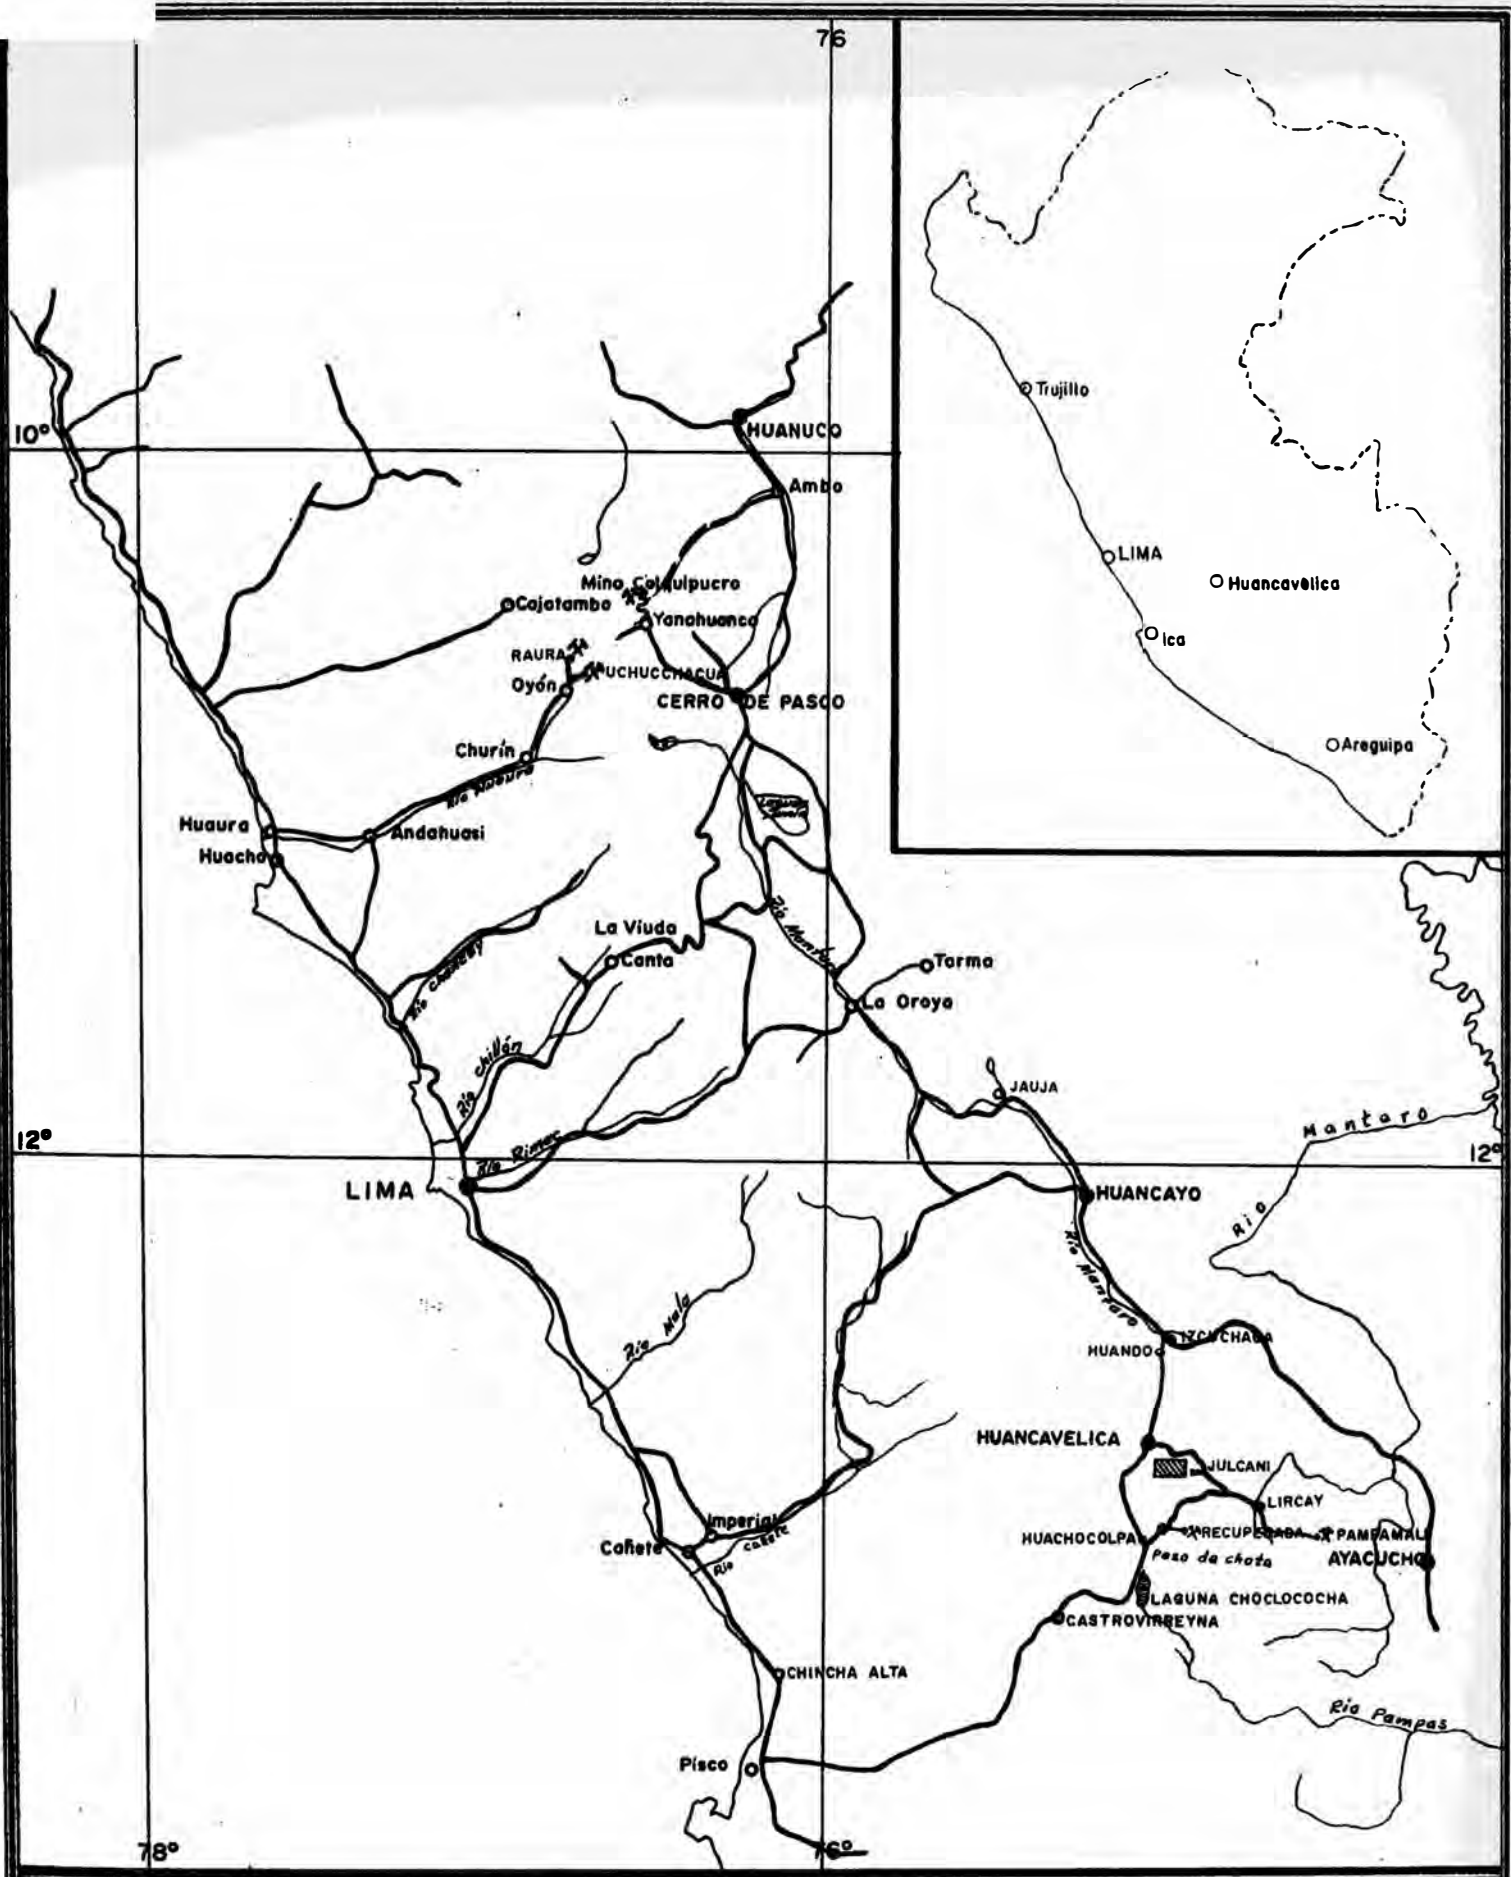 76
Trujillo
LIMA
Huancavelica
Ica
Arequipa
10°
HUANUCO
Ambo
Mina Colquipucro
Cajatambo
Yanahuanca
RAURA
UCHUCCHACUA
Oyón
CERRO DE PASCO
Churín
Río Huaura
Laguna
Huaura
Andahuasi
Huacho
Río Mantaro
La Viuda
Canta
Tarma
Río Chancay
La Oroya
Río Chillón
JAUJA
Río Mantaro
12°
Río Rimac
12°
LIMA
HUANCAYO
Río Mantaro
Río Mala
IZCUCHACA
HUANDO
HUANCAVELICA
JULCANI
LIRCAY
Imperial
HUACHOCOLPA
RECUPERADA
PAMPAMALI
Cañete
Río Cañete
Paso de chota
AYACUCHO
LAGUNA CHOCLOCOCHA
CASTROVIRREYNA
CHINCHA ALTA
Río Pampas
Pisco
78°
76°